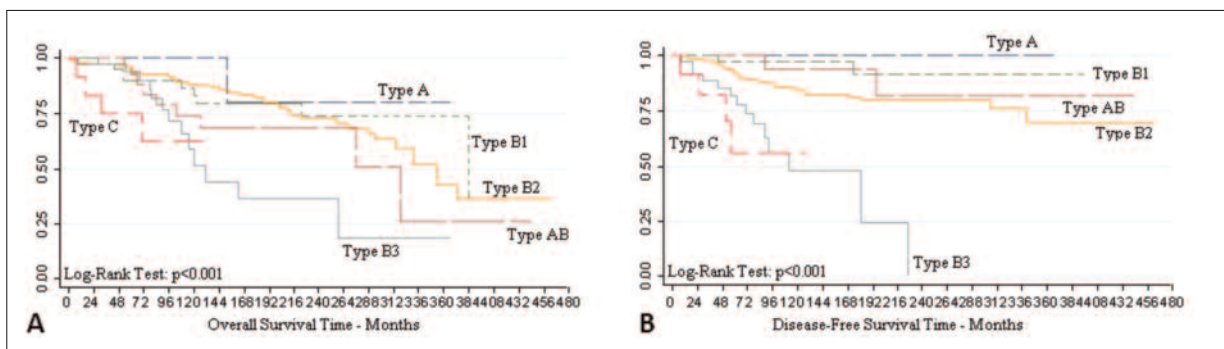 1.00
0.75
0.50
0.25
0.00
Type A
Type C
Type B1
Type B2
Type AB
Type B3
Log-Rank Test: p<0.001
0 24 48 72 96 120 144 168 192 216 240 264 288 312 336 360 384 408 432 456 480
Overall Survival Time - Months
A
1.00
0.75
0.50
0.25
0.00
Type A
Type B1
Type AB
Type B2
Type C
Type B3
Log-Rank Test: p<0.001
0 24 48 72 96 120 144 168 192 216 240 264 288 312 336 360 384 408 432 456 480
Disease-Free Survival Time - Months
B